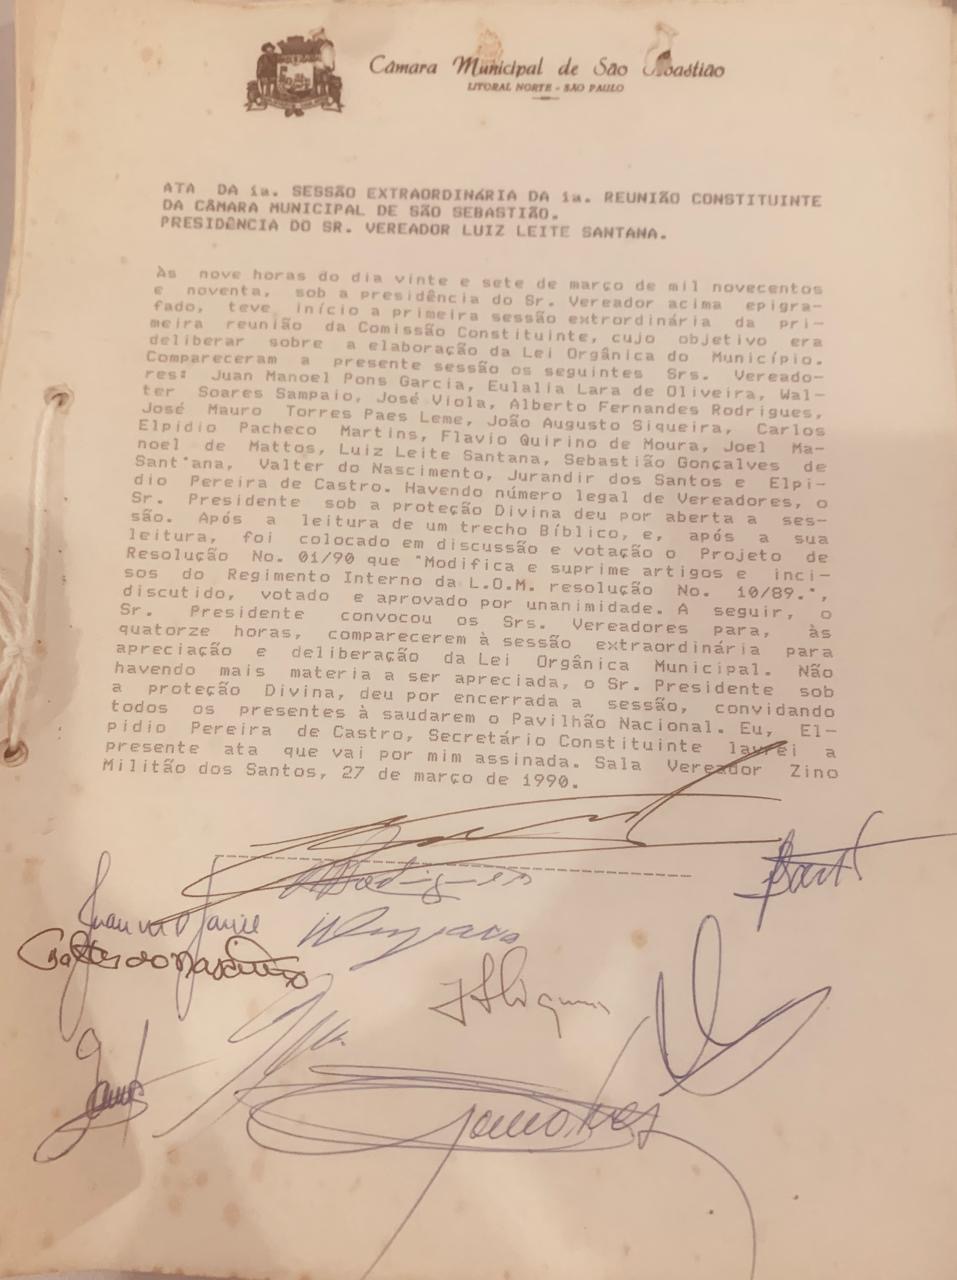 Câmara Municipal de São Sebastião
LITORAL NORTE - SÃO PAULO
ATA DA 1a. SESSÃO EXTRAORDINÁRIA DA 1a. REUNIÃO CONSTITUINTE
DA CÂMARA MUNICIPAL DE SÃO SEBASTIÃO.
PRESIDÊNCIA DO SR. VEREADOR LUIZ LEITE SANTANA.
Às nove horas do dia vinte e sete de março de mil novecentos
e noventa, sob a presidência do Sr. Vereador acima epigra-
fado, teve início a primeira sessão extrordinária da pri-
meira reunião da Comissão Constituinte, cujo objetivo era
deliberar sobre a elaboração da Lei Orgânica do Município.
Compareceram a presente sessão os seguintes Srs. Vereado-
res: Juan Manoel Pons Garcia, Eulalia Lara de Oliveira, Wal-
ter Soares Sampaio, José Viola, Alberto Fernandes Rodrigues,
José Mauro Torres Paes Leme, João Augusto Siqueira, Carlos
Elpidio Pacheco Martins, Flavio Quirino de Moura, Joel Ma-
noel de Mattos, Luiz Leite Santana, Sebastião Gonçalves de
Sant'ana, Valter do Nascimento, Jurandir dos Santos e Elpi-
dio Pereira de Castro. Havendo número legal de Vereadores, o
Sr. Presidente sob a proteção Divina deu por aberta a ses-
são. Após a leitura de um trecho Bíblico, e, após a sua
leitura, foi colocado em discussão e votação o Projeto de
Resolução No. 01/90 que "Modifica e suprime artigos e inci-
sos do Regimento Interno da L.O.M. resolução No. 10/89.",
discutido, votado e aprovado por unanimidade. A seguir, o
Sr. Presidente convocou os Srs. Vereadores para, às
quatorze horas, comparecerem à sessão extraordinária para
apreciação e deliberação da Lei Orgânica Municipal. Não
havendo mais materia a ser apreciada, o Sr. Presidente sob
a proteção Divina, deu por encerrada a sessão, convidando
todos os presentes à saudarem o Pavilhão Nacional. Eu, El-
pidio Pereira de Castro, Secretário Constituinte lavrei a
presente ata que vai por mim assinada. Sala Vereador Zino
Militão dos Santos, 27 de março de 1990.
Valter do Nascimento